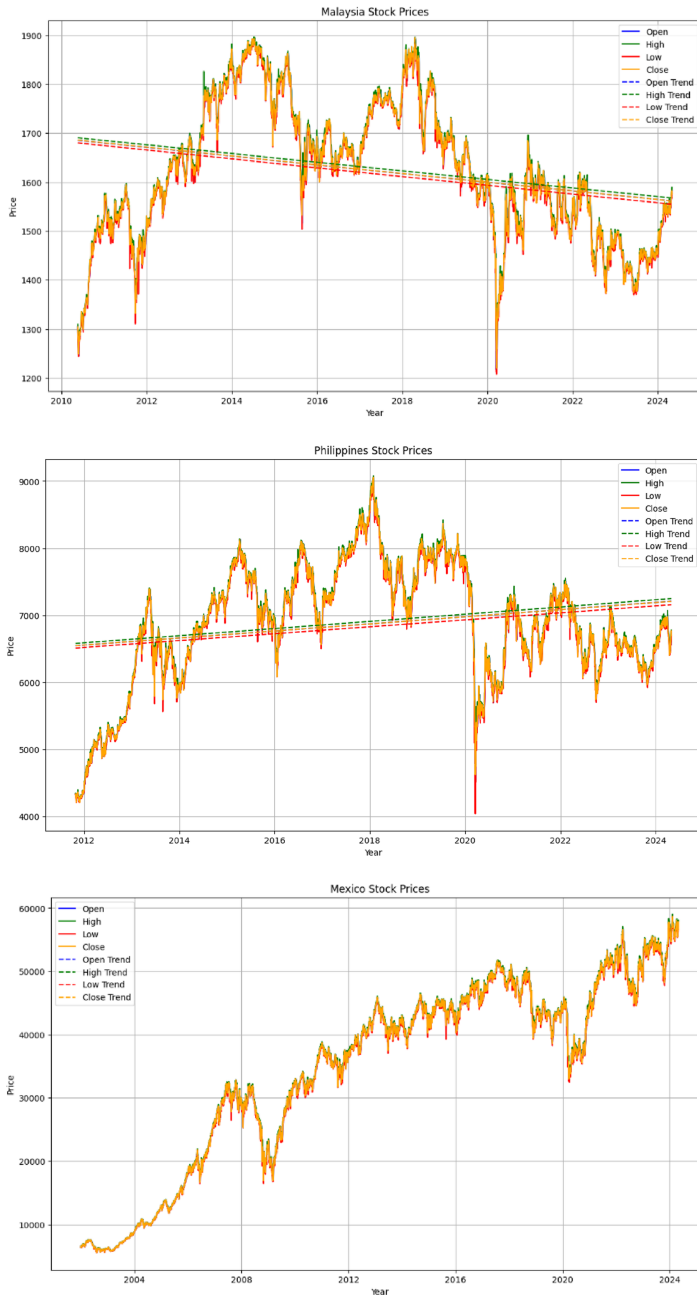 Malaysia Stock Prices
1900
1800
1700
1600
1500
1400
1300
1200
Price
Open
High
Low
Close
Open Trend
High Trend
Low Trend
Close Trend
2010 2012 2014 2016 2018 2020 2022 2024
Year
Philippines Stock Prices
9000
8000
7000
6000
5000
4000
Price
Open
High
Low
Close
Open Trend
High Trend
Low Trend
Close Trend
2012 2014 2016 2018 2020 2022 2024
Year
Mexico Stock Prices
60000
50000
40000
30000
20000
10000
Price
Open
High
Low
Close
Open Trend
High Trend
Low Trend
Close Trend
2004 2008 2012 2016 2020 2024
Year